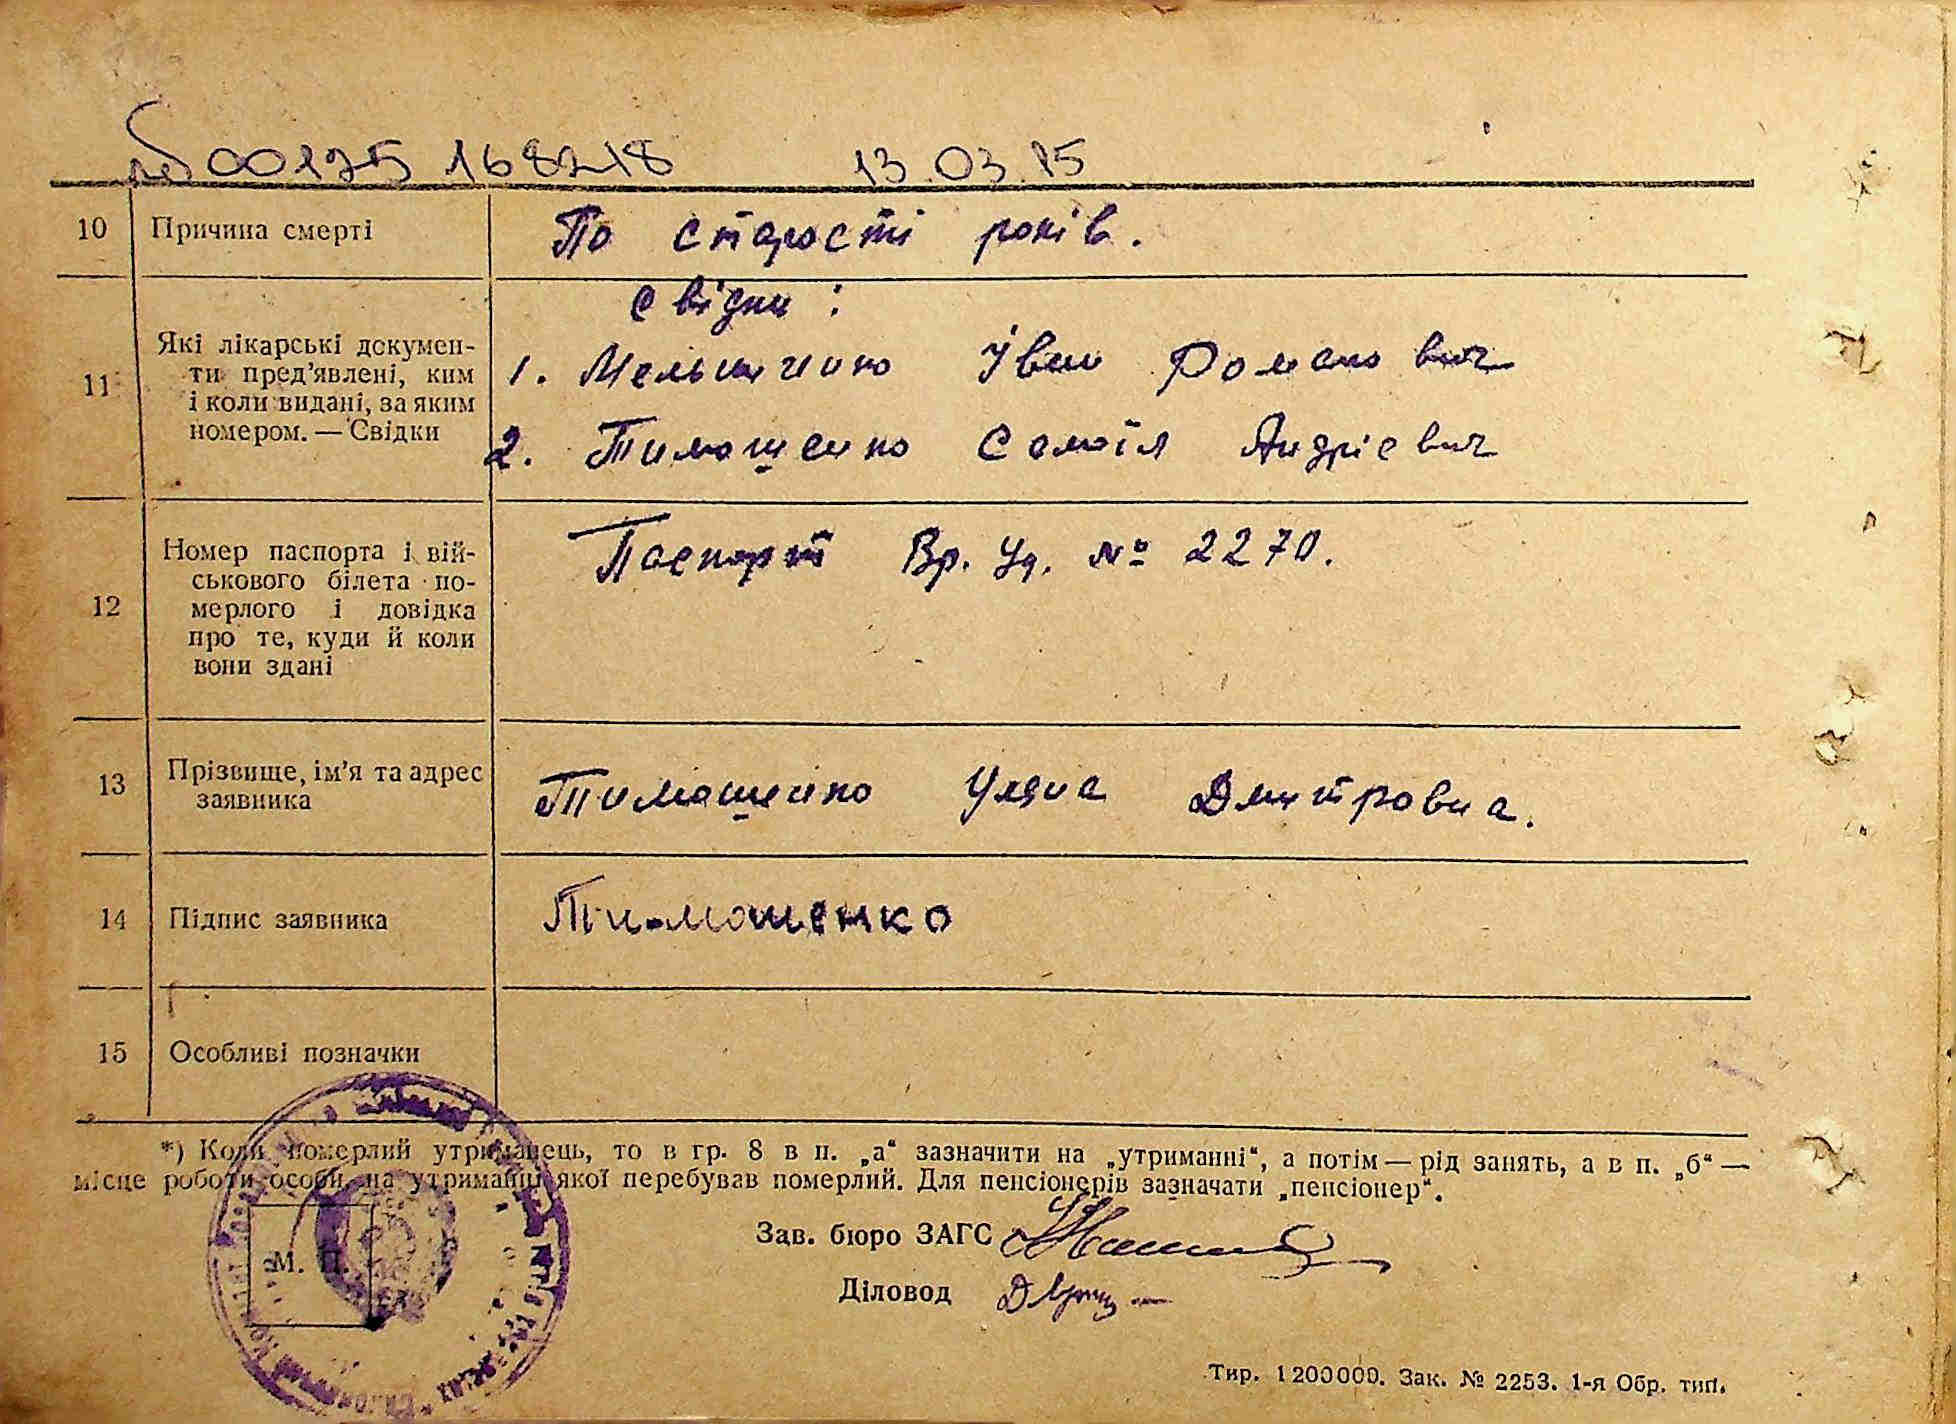 00125 168218 13.03.75
10 Причина смерті По старості років.
11 Які лікарські докумен-
ти пред’явлені, ким
і коли видані, за яким
номером. — Свідки
свідки :
1. Мельниченко Іван Романович
2. Тимошенко Самоїл Андрієвич
12 Номер паспорта і вій-
ськового білета по-
мерлого і довідка
про те, куди й коли
вони здані
Паспорт Вр. Уд. № 2270.
13 Прізвище, ім’я та адрес
заявника
Тимошенко Уляна Дмитровна.
14 Підпис заявника Тимошенко
15 Особливі позначки
*) Коли померлий утриманець, то в гр. 8 в п. „а“ зазначити на „утриманні“, а потім — рід занять, а в п. „б“ —
місце роботи особи, на утриманні якої перебував померлий. Для пенсіонерів зазначати „пенсіонер“.
Зав. бюро ЗАГС
М. П.
Діловод
Тир. 1200000. Зак. № 2253. 1-я Обр. тип.